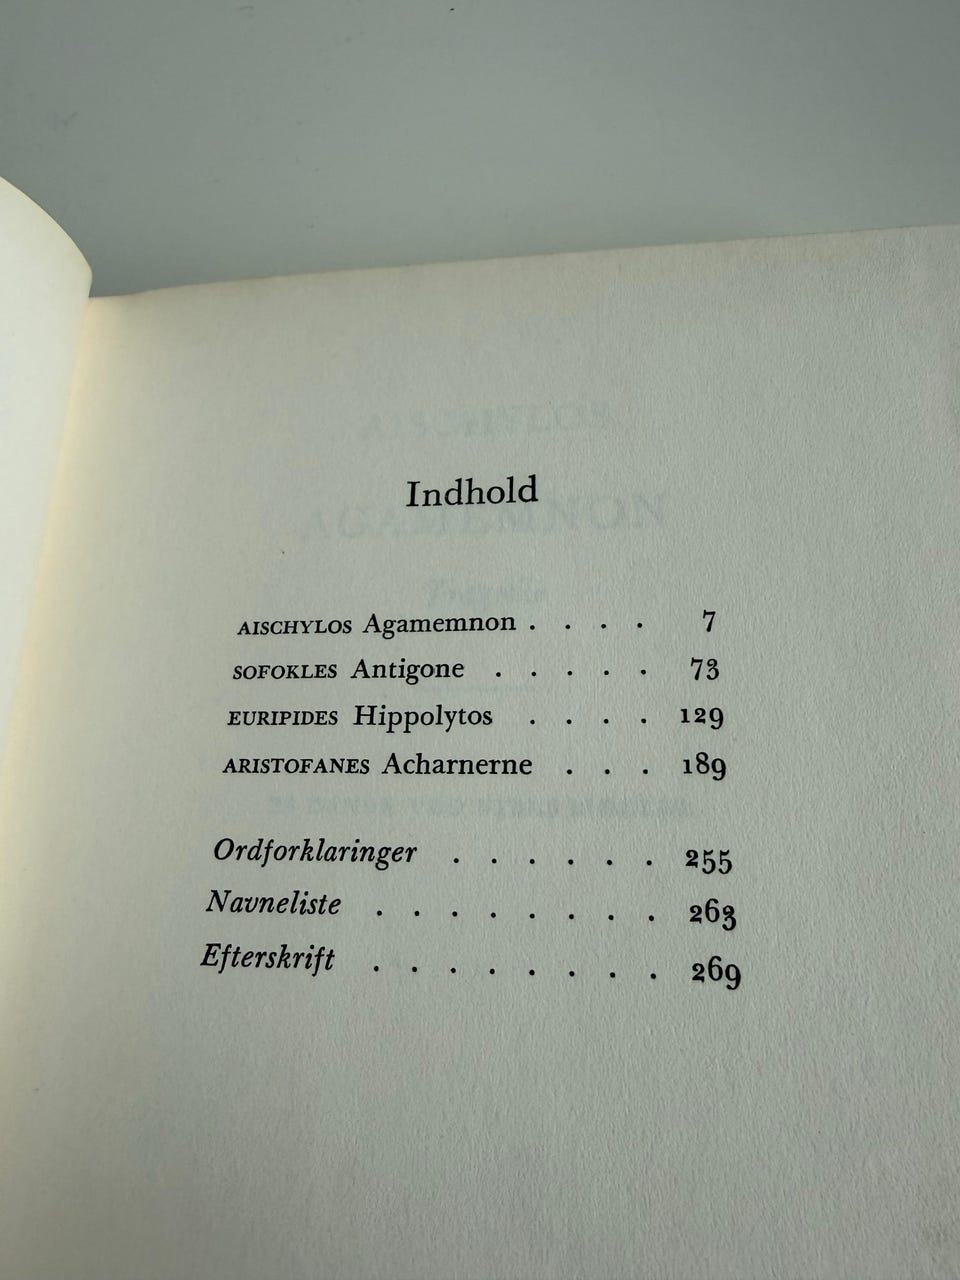 Indhold
AISCHYLOS Agamemnon . . . . 7
SOFOKLES Antigone . . . . . 73
EURIPIDES Hippolytos . . . . 129
ARISTOFANES Acharnerne . . . 189
Ordforklaringer . . . . . . 255
Navneliste . . . . . . . . 263
Efterskrift . . . . . . . . 269